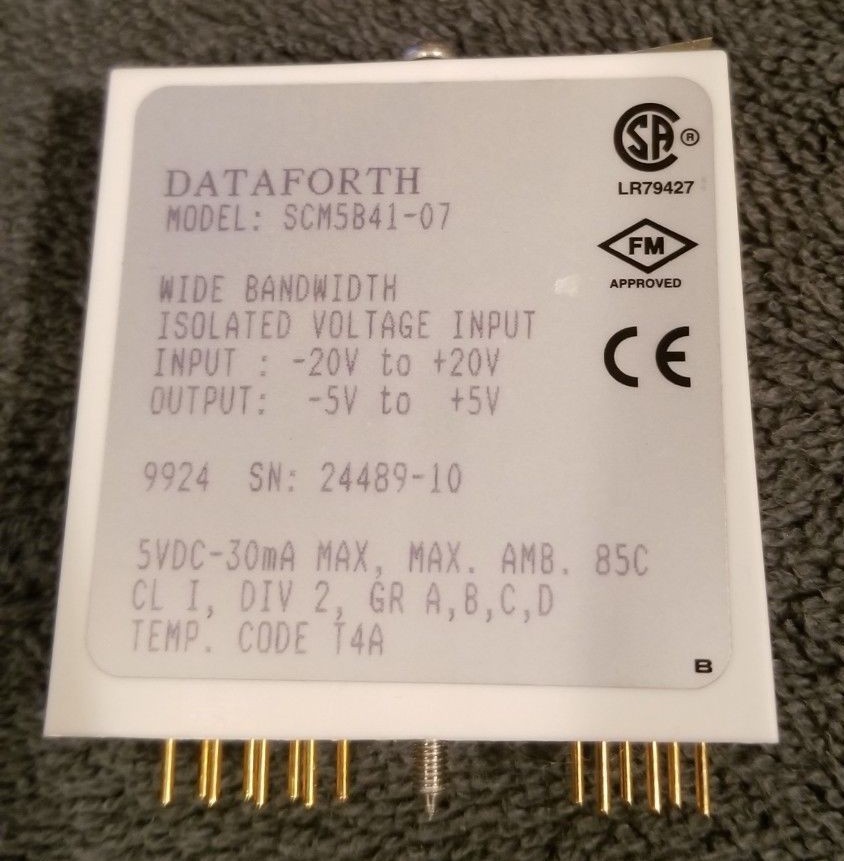 DATAFORTH
MODEL: SCM5B41-07
WIDE BANDWIDTH
ISOLATED VOLTAGE INPUT
INPUT : -20V to +20V
OUTPUT: -5V to +5V
9924 SN: 24489-10
5VDC-30mA MAX, MAX. AMB. 85C
CL I, DIV 2, GR A,B,C,D
TEMP. CODE T4A
SA ®
LR79427
FM
APPROVED
CE
B